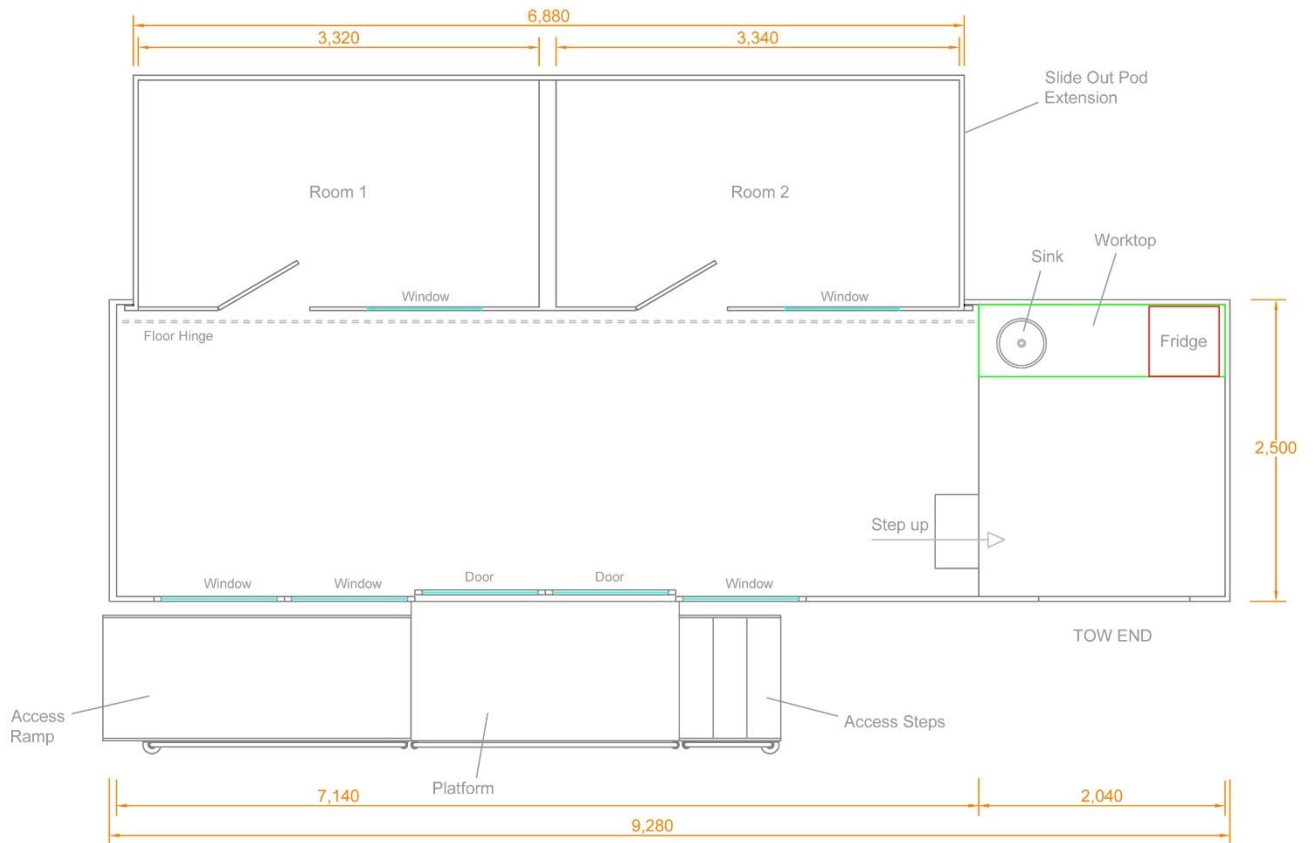 6,880
3,320
3,340
Slide Out Pod
Extension
Room 1
Room 2
Worktop
Sink
Window
Window
Floor Hinge
Fridge
2,500
Step up
Window
Window
Door
Door
Window
TOW END
Access
Ramp
Access Steps
Platform
7,140
2,040
9,280